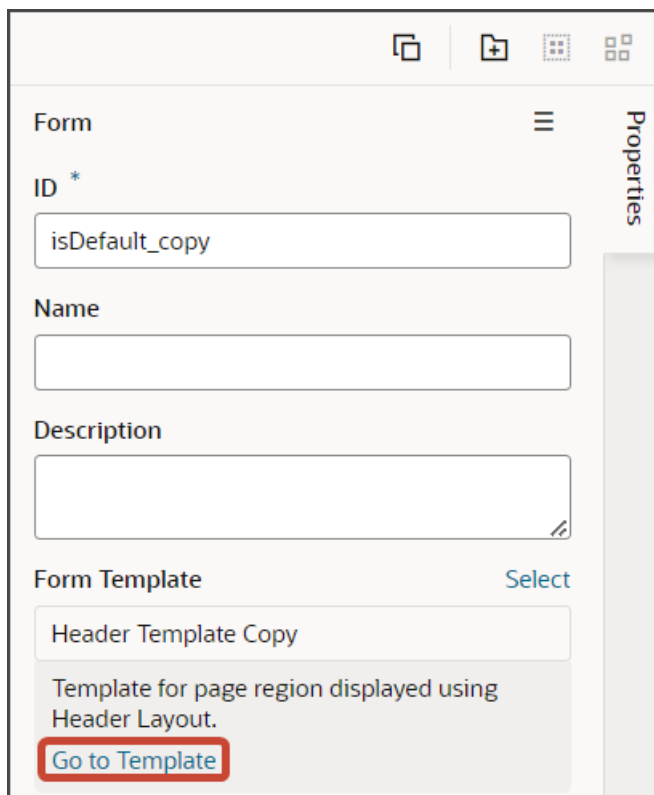 Form
Properties
ID *
isDefault_copy
Name
Description
Form Template
Select
Header Template Copy
Template for page region displayed using
Header Layout.
Go to Template